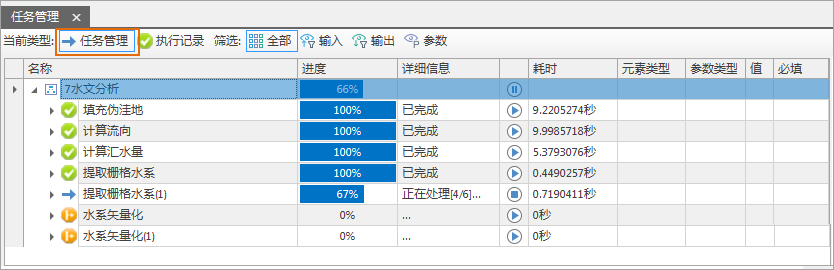 任务管理
当前类型: 任务管理 执行记录 筛选: 全部 输入 输出 参数
名称 进度 详细信息 耗时 元素类型 参数类型 值 必填
7水文分析 66%
填充伪洼地 100% 已完成 9.2205274秒
计算流向 100% 已完成 9.9985718秒
计算汇水量 100% 已完成 5.3793076秒
提取栅格水系 100% 已完成 0.4490257秒
提取栅格水系(1) 67% 正在处理[4/6]... 0.7190411秒
水系矢量化 0% ... 0秒
水系矢量化(1) 0% ... 0秒